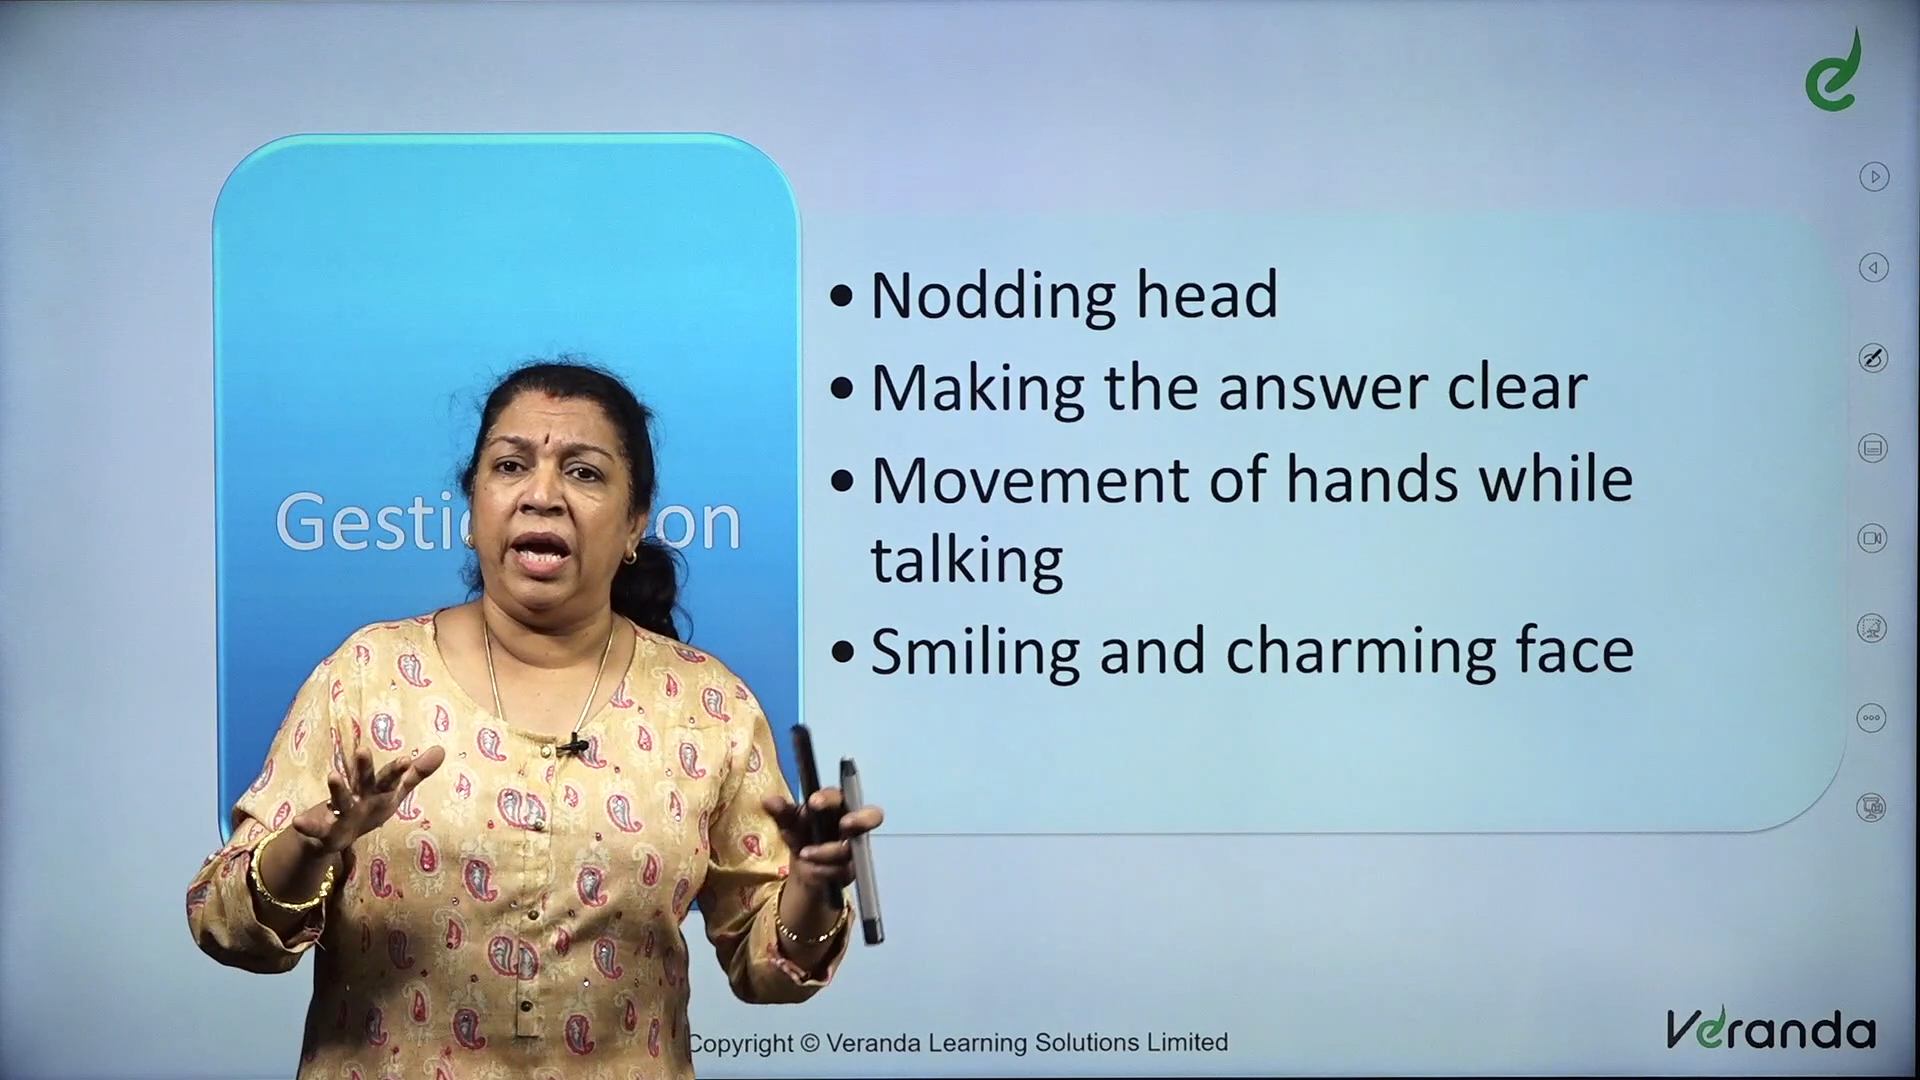 • Nodding head
• Making the answer clear
• Movement of hands while
talking
• Smiling and charming face
Copyright © Veranda Learning Solutions Limited
Veranda